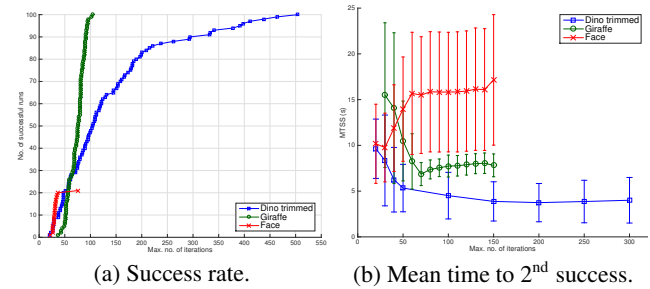 100
90
80
70
60
50
40
30
20
10
0
No. of successful runs
0 50 100 150 200 250 300 350 400 450 500 550
Max. no. of iterations
Dino trimmed
Giraffe
Face
(a) Success rate.
25
20
15
10
5
0
MTSS (s)
0 50 100 150 200 250 300
Max. no. of iterations
Dino trimmed
Giraffe
Face
(b) Mean time to 2nd success.